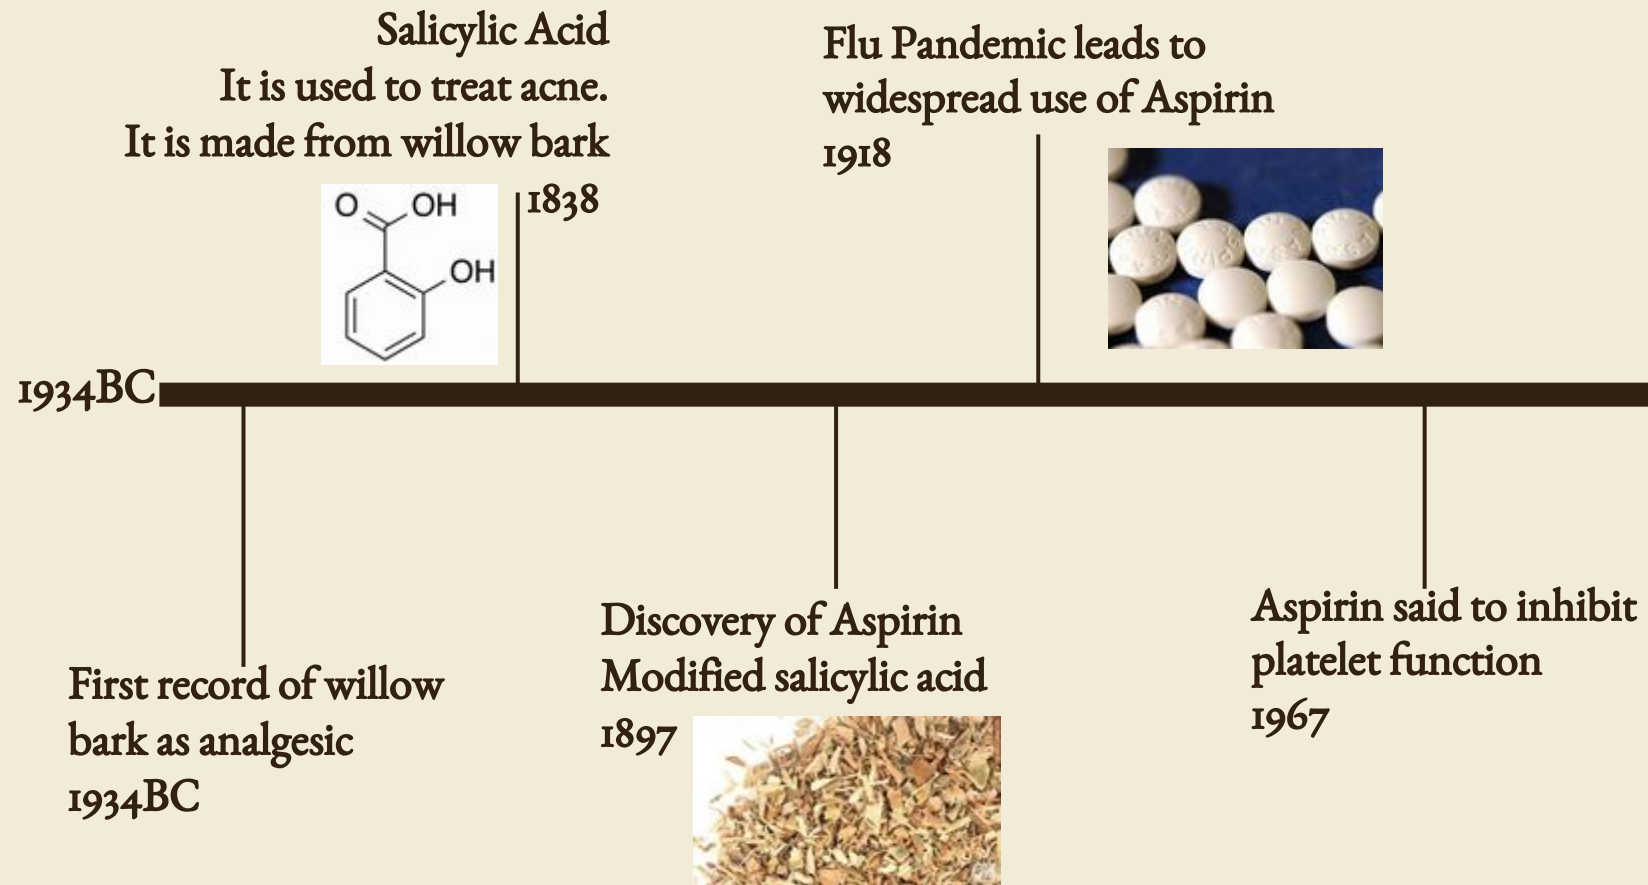 Salicylic Acid
It is used to treat acne.
It is made from willow bark
1838
O
OH
OH
Flu Pandemic leads to
widespread use of Aspirin
1918
1934BC
First record of willow
bark as analgesic
1934BC
Discovery of Aspirin
Modified salicylic acid
1897
Aspirin said to inhibit
platelet function
1967